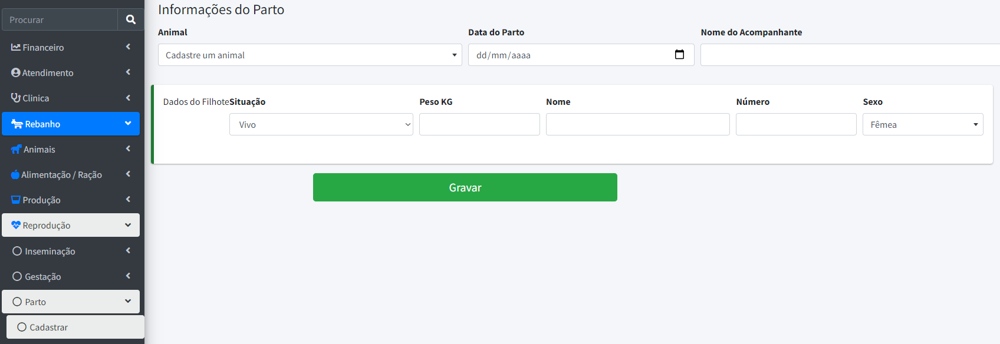 Procurar
Financeiro
Atendimento
Clinica
Rebanho
Animais
Alimentação / Ração
Produção
Reprodução
Inseminação
Gestação
Parto
Cadastrar
Informações do Parto
Animal Data do Parto Nome do Acompanhante
Cadastre um animal dd/mm/aaaa
Dados do Filhote Situação Peso KG Nome Número Sexo
Vivo Fêmea
Gravar